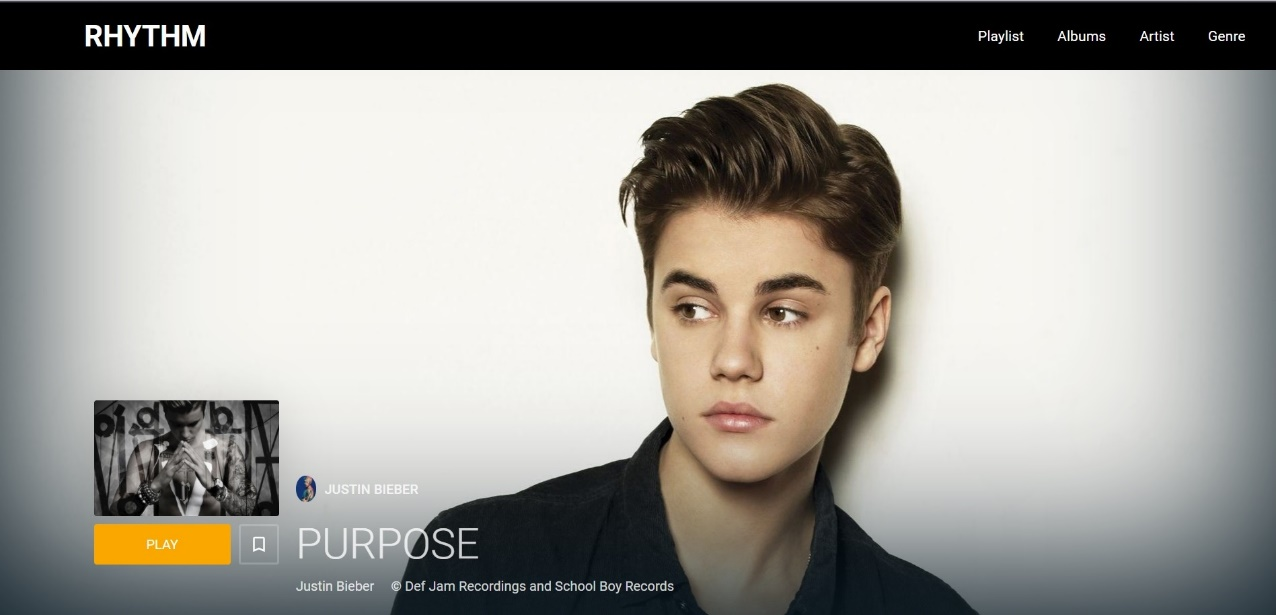 RHYTHM
Playlist Albums Artist Genre
JUSTIN BIEBER
PLAY
PURPOSE
Justin Bieber © Def Jam Recordings and School Boy Records